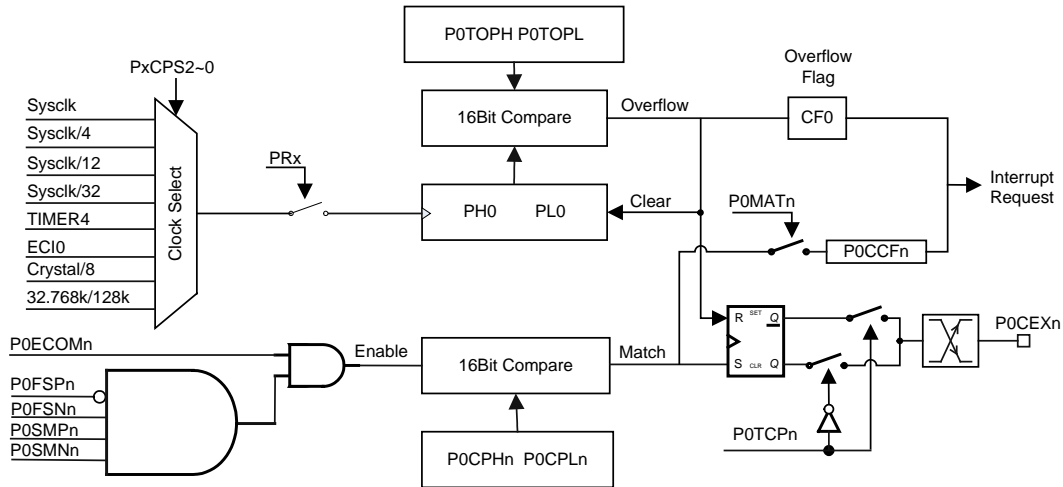 P0TOPH P0TOPL
Overflow
Flag
PxCPS2~0
Sysclk
Sysclk/4
Sysclk/12
Sysclk/32
TIMER4
ECI0
Crystal/8
32.768k/128k
Clock Select
PRx
16Bit Compare
Overflow
CF0
PH0 PL0
Clear
P0MATn
P0CCFn
Interrupt
Request
P0ECOMn
P0FSPn
P0FSNn
P0SMPn
P0SMNn
Enable
16Bit Compare
Match
R SET Q
S CLR Q
P0CEXn
P0TCPn
P0CPHn P0CPLn